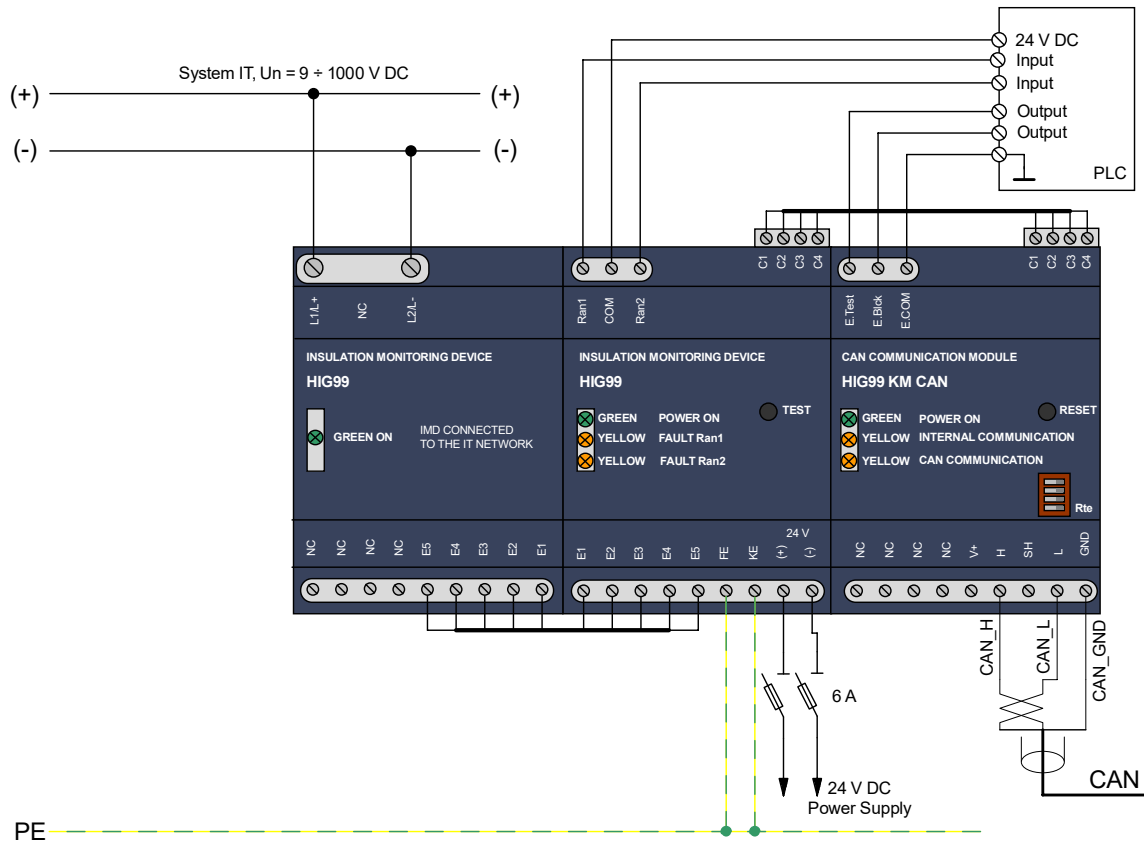 24 V DC
Input
Input
Output
Output
PLC
System IT, Un = 9 ÷ 1000 V DC
(+) (+)
(-) (-)
C1 C2 C3 C4
C1 C2 C3 C4
L1/L+ NC L2/L-
Ran1 COM Ran2
E.Test E.Blck E.COM
INSULATION MONITORING DEVICE
HIG99
GREEN ON
IMD CONNECTED
TO THE IT NETWORK
INSULATION MONITORING DEVICE
HIG99
GREEN POWER ON
YELLOW FAULT Ran1
YELLOW FAULT Ran2
TEST
CAN COMMUNICATION MODULE
HIG99 KM CAN
GREEN POWER ON
YELLOW INTERNAL COMMUNICATION
YELLOW CAN COMMUNICATION
RESET
Rte
NC NC NC NC E5 E4 E3 E2 E1
24 V
E1 E2 E3 E4 E5 FE KE (+) (-)
NC NC NC NC V+ H SH L GND
CAN_H
CAN_L
CAN_GND
6 A
24 V DC
Power Supply
CAN
PE